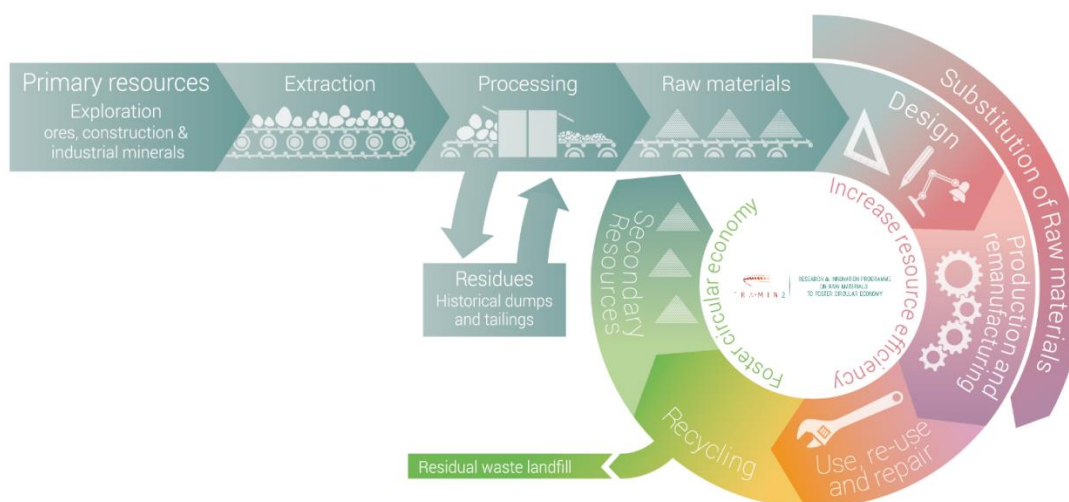 Primary resources
Exploration
ores, construction &
industrial minerals
Extraction
Processing
Raw materials
Design
Substitution of Raw materials
Production and
remanufacturing
Use, re-use
and repair
Recycling
Residual waste landfill
Secondary
Resources
Residues
Historical dumps
and tailings
Foster circular economy
Increase resource efficiency
RESEARCH & INNOVATION PROGRAMME
ON RAW MATERIALS
TO FOSTER CIRCULAR ECONOMY